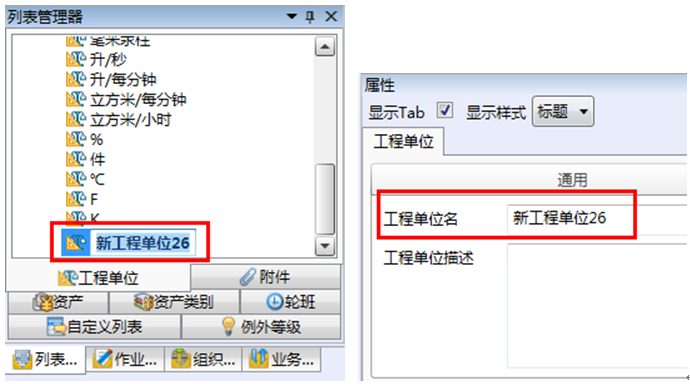 列表管理器
毫米汞柱
升/秒
升/每分钟
立方米/每分钟
立方米/小时
%
件
℃
F
K
新工程单位26
工程单位
附件
资产
资产类别
轮班
自定义列表
例外等级
列表...
作业...
组织...
业务...
属性
显示Tab
显示样式
标题
工程单位
通用
工程单位名
新工程单位26
工程单位描述